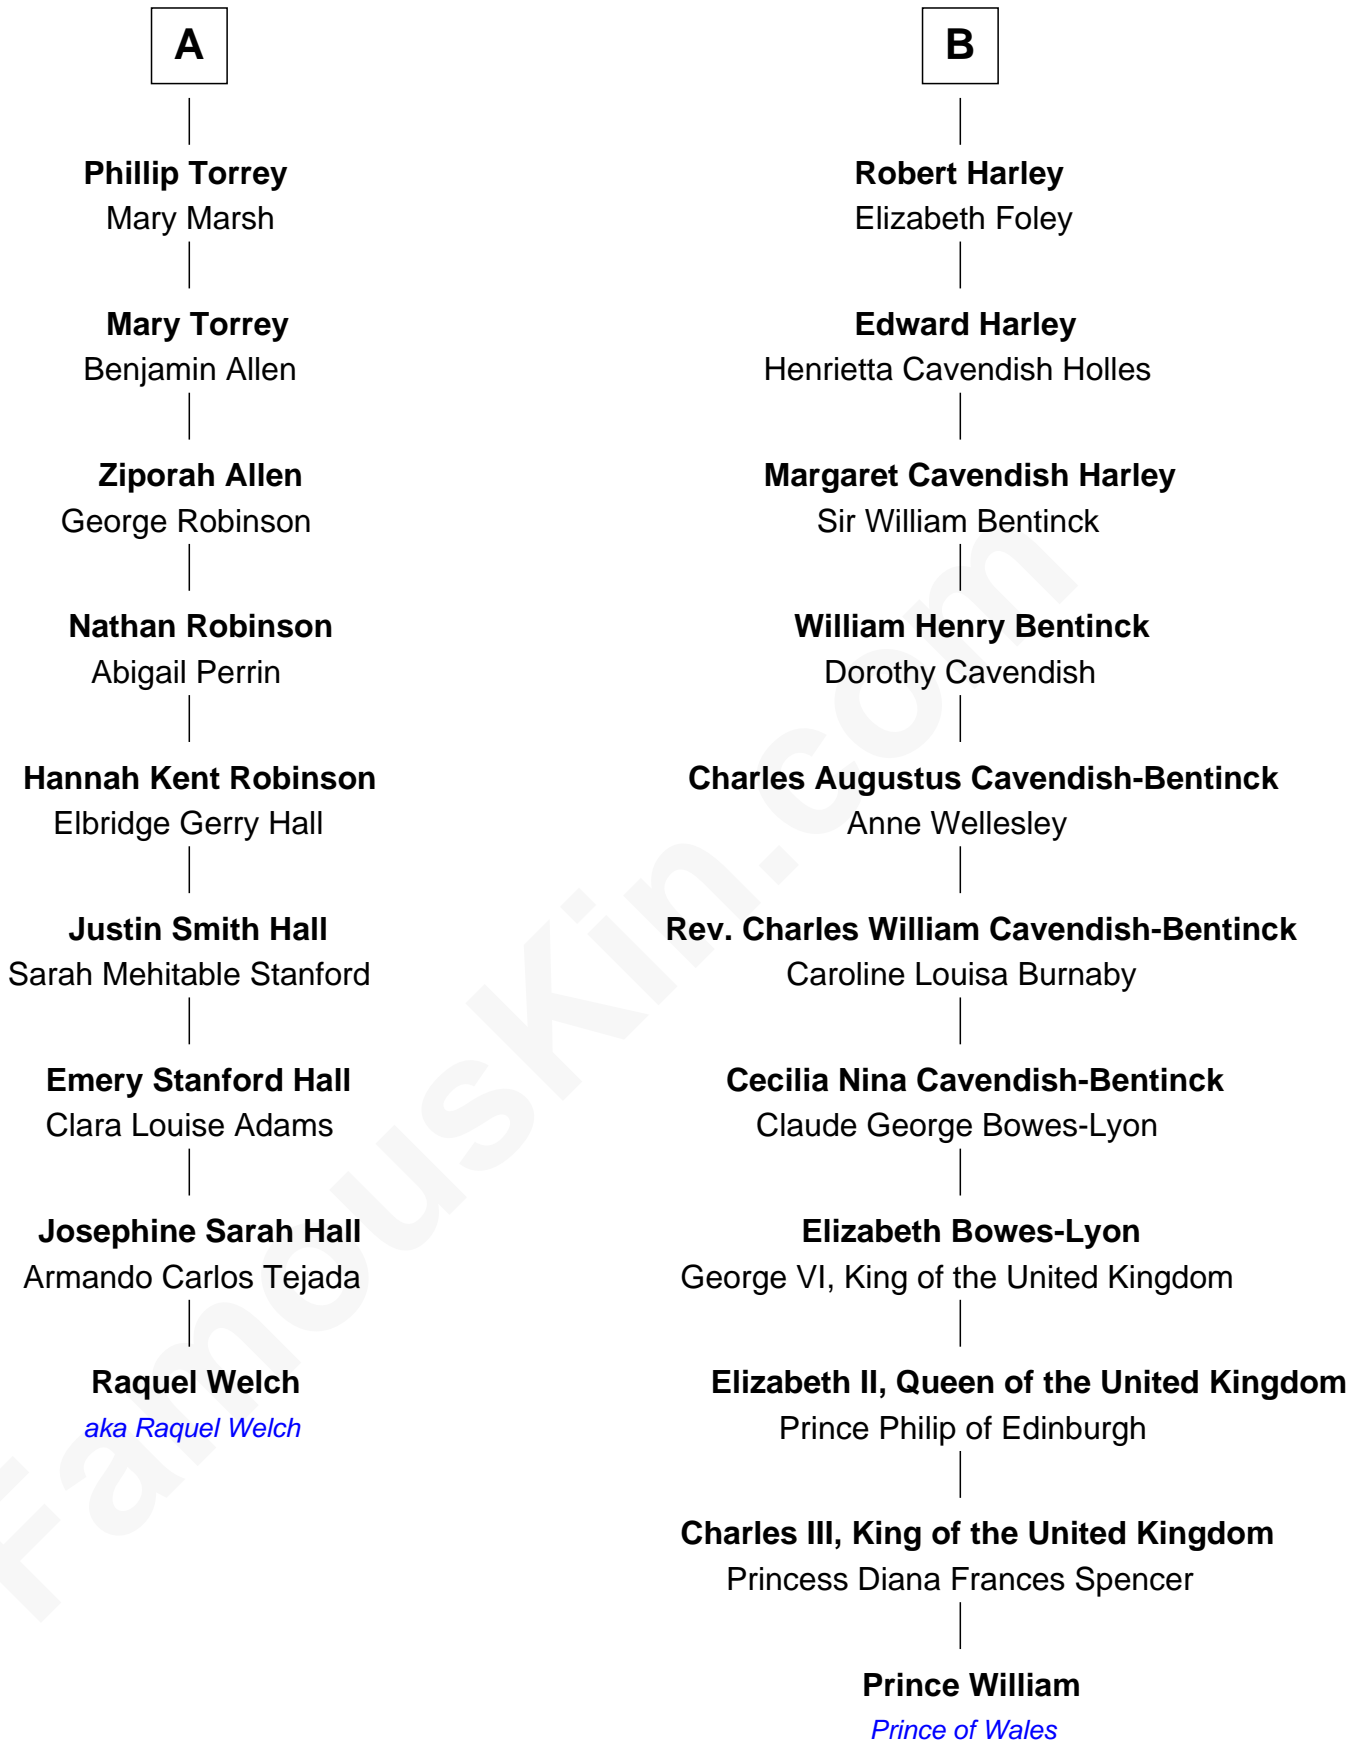 A
Phillip Torrey
Mary Marsh
Mary Torrey
Benjamin Allen
Ziporah Allen
George Robinson
Nathan Robinson
Abigail Perrin
Hannah Kent Robinson
Elbridge Gerry Hall
Justin Smith Hall
Sarah Mehitable Stanford
Emery Stanford Hall
Clara Louise Adams
Josephine Sarah Hall
Armando Carlos Tejada
Raquel Welch
aka Raquel Welch
B
Robert Harley
Elizabeth Foley
Edward Harley
Henrietta Cavendish Holles
Margaret Cavendish Harley
Sir William Bentinck
William Henry Bentinck
Dorothy Cavendish
Charles Augustus Cavendish-Bentinck
Anne Wellesley
Rev. Charles William Cavendish-Bentinck
Caroline Louisa Burnaby
Cecilia Nina Cavendish-Bentinck
Claude George Bowes-Lyon
Elizabeth Bowes-Lyon
George VI, King of the United Kingdom
Elizabeth II, Queen of the United Kingdom
Prince Philip of Edinburgh
Charles III, King of the United Kingdom
Princess Diana Frances Spencer
Prince William
Prince of Wales
FamousKin.com